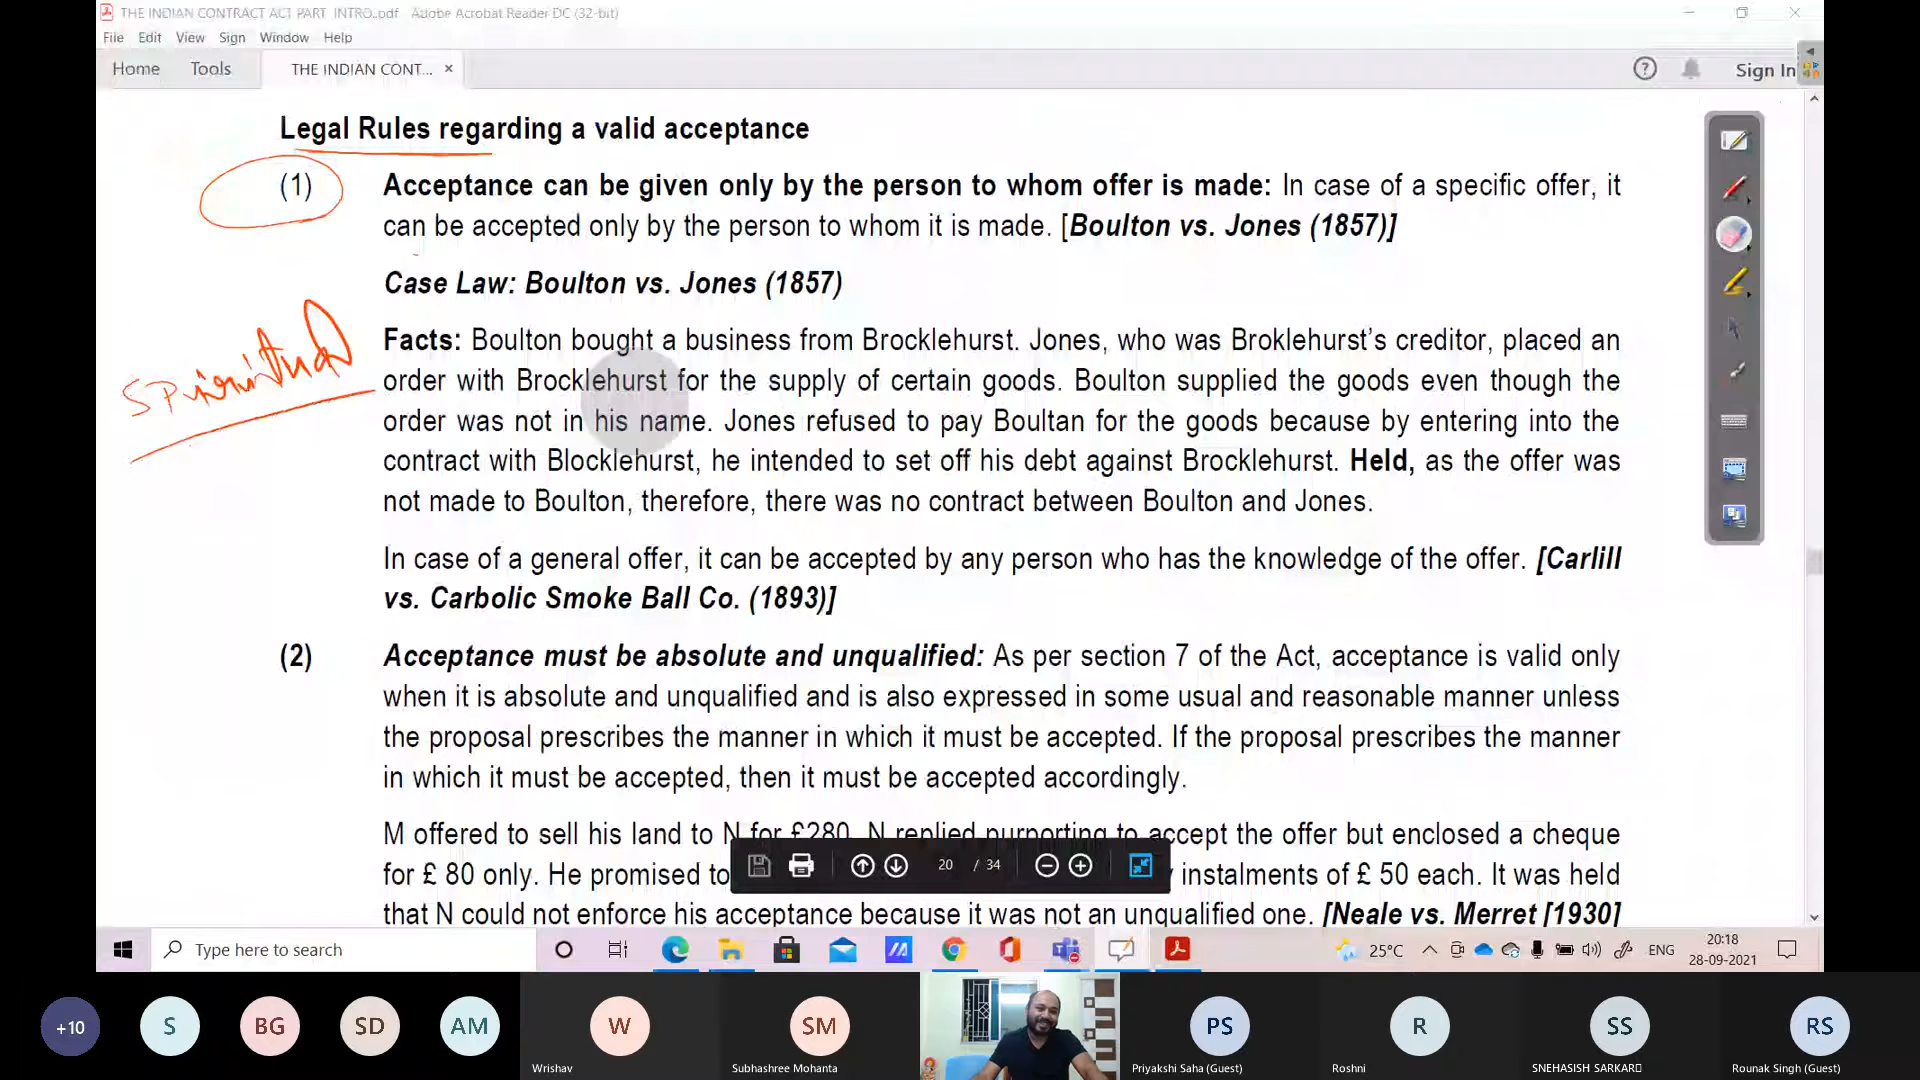 THE INDIAN CONTRACT ACT PART INTRO..pdf - Adobe Acrobat Reader DC (32-bit)
File Edit View Sign Window Help
Home Tools THE INDIAN CONT... × Sign In
Legal Rules regarding a valid acceptance
(1) Acceptance can be given only by the person to whom offer is made: In case of a specific offer, it
can be accepted only by the person to whom it is made. [Boulton vs. Jones (1857)]
Case Law: Boulton vs. Jones (1857)
Spiritual
Facts: Boulton bought a business from Brocklehurst. Jones, who was Broklehurst's creditor, placed an
order with Brocklehurst for the supply of certain goods. Boulton supplied the goods even though the
order was not in his name. Jones refused to pay Boultan for the goods because by entering into the
contract with Blocklehurst, he intended to set off his debt against Brocklehurst. Held, as the offer was
not made to Boulton, therefore, there was no contract between Boulton and Jones.
In case of a general offer, it can be accepted by any person who has the knowledge of the offer. [Carlill
vs. Carbolic Smoke Ball Co. (1893)]
(2) Acceptance must be absolute and unqualified: As per section 7 of the Act, acceptance is valid only
when it is absolute and unqualified and is also expressed in some usual and reasonable manner unless
the proposal prescribes the manner in which it must be accepted. If the proposal prescribes the manner
in which it must be accepted, then it must be accepted accordingly.
M offered to sell his land to N for £280. N replied purporting to accept the offer but enclosed a cheque
for £ 80 only. He promised to instalments of £ 50 each. It was held
that N could not enforce his acceptance because it was not an unqualified one. [Neale vs. Merret [1930]
20 / 34
Type here to search 25°C ENG 20:18
28-09-2021
+10 S BG SD AM W SM PS R SS RS
Wrishav Subhashree Mohanta Priyakshi Saha (Guest) Roshni SNEHASISH SARKAR Rounak Singh (Guest)